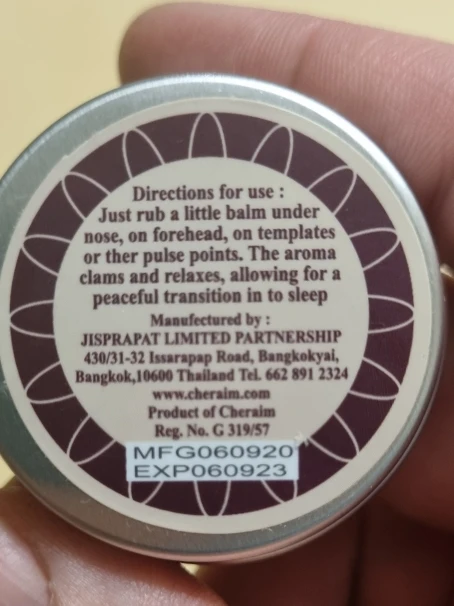 Directions for use :
Just rub a little balm under
nose, on forehead, on templates
or ther pulse points. The aroma
clams and relaxes, allowing for a
peaceful transition in to sleep
Manufactured by :
JISPRAPAT LIMITED PARTNERSHIP
430/31-32 Issarapap Road, Bangkokyai,
Bangkok,10600 Thailand Tel. 662 891 2324
www.cheraim.com
Product of Cheraim
Reg. No. G 319/57
MFG060920
EXP060923